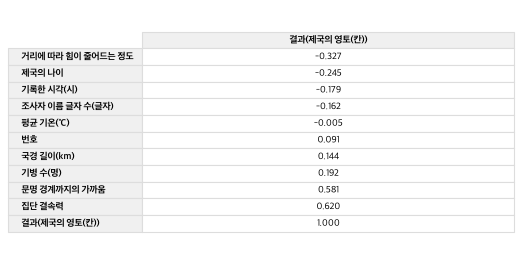 결과(제국의 영토(칸))
거리에 따라 힘이 줄어드는 정도 -0.327
제국의 나이 -0.245
기록한 시각(시) -0.179
조사자 이름 글자 수(글자) -0.162
평균 기온(℃) -0.005
번호 0.091
국경 길이(km) 0.144
기병 수(명) 0.192
문명 경계까지의 가까움 0.581
집단 결속력 0.620
결과(제국의 영토(칸)) 1.000